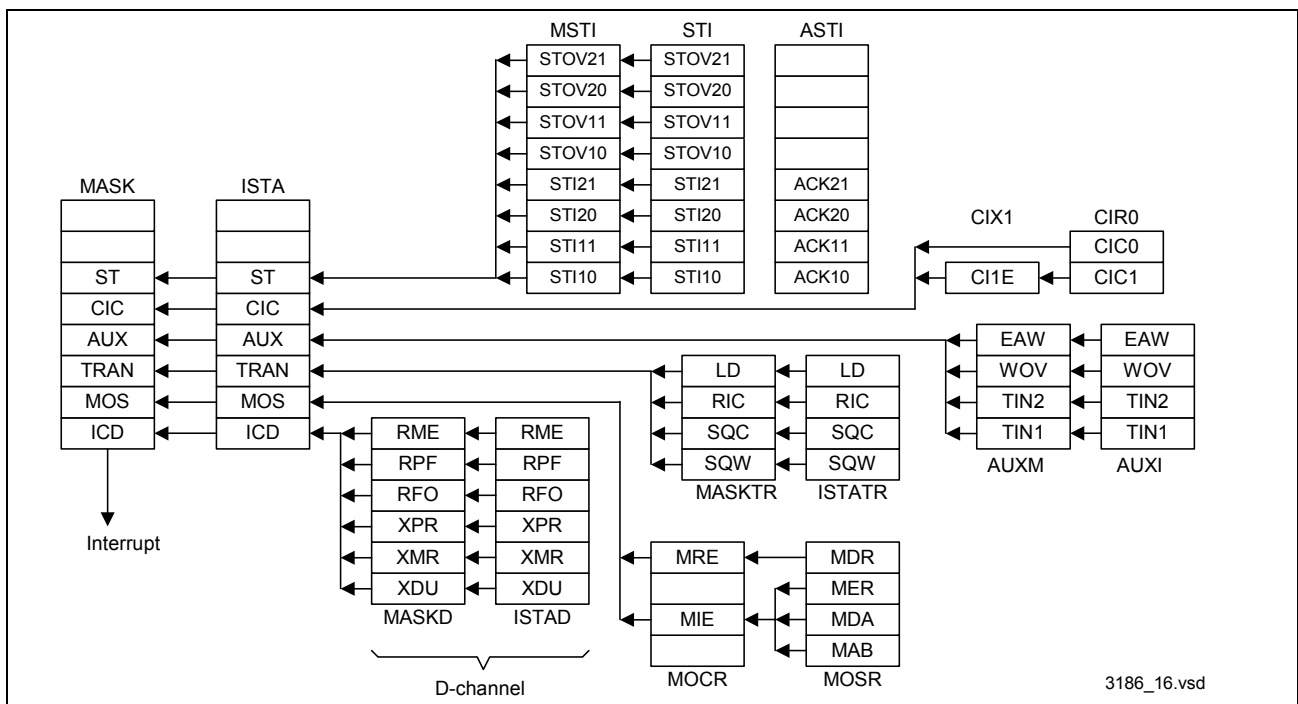 MSTI STI ASTI
STOV21 STOV21
STOV20 STOV20
STOV11 STOV11
STOV10 STOV10
MASK ISTA STI21 STI21 ACK21
STI20 STI20 ACK20 CIX1 CIR0
STI11 STI11 ACK11 CIC0
ST ST STI10 STI10 ACK10 CI1E CIC1
CIC CIC
AUX AUX EAW EAW
TRAN TRAN LD LD WOV WOV
MOS MOS RIC RIC TIN2 TIN2
ICD ICD RME RME SQC SQC TIN1 TIN1
RPF RPF SQW SQW AUXM AUXI
RFO RFO MASKTR ISTATR
XPR XPR
Interrupt XMR XMR MRE MDR
XDU XDU MER
MASKD ISTAD MIE MDA
MAB
D-channel MOCR MOSR 3186_16.vsd